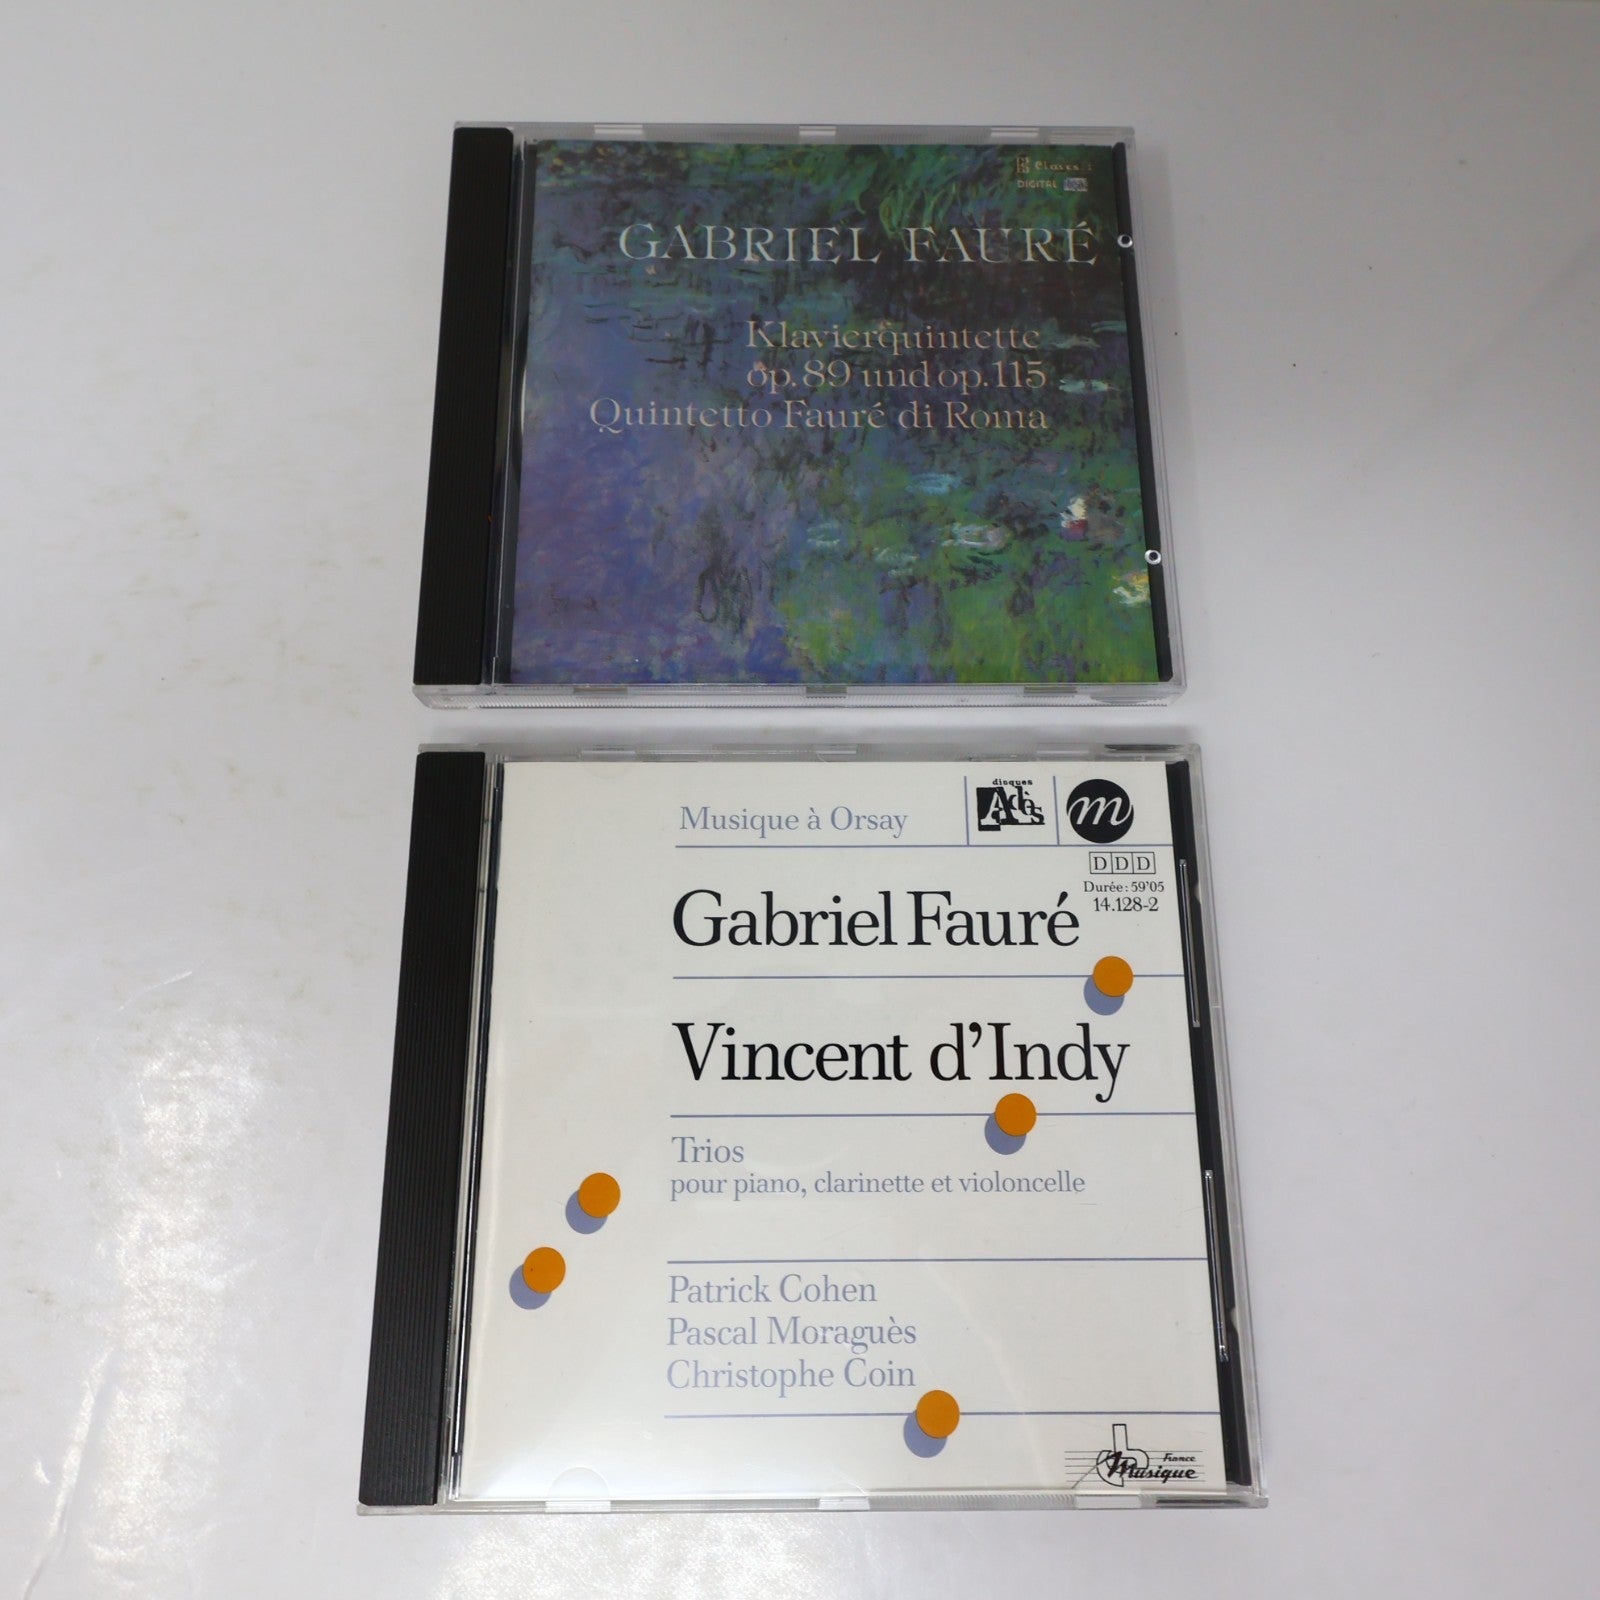 Claves
DIGITAL
GABRIEL FAURÉ
Klavierquintette
op. 89 und op. 115
Quintetto Fauré di Roma
Musique à Orsay
disques
Adès
m
DDD
Durée : 59'05
14.128-2
Gabriel Fauré
Vincent d'Indy
Trios
pour piano, clarinette et violoncelle
Patrick Cohen
Pascal Moraguès
Christophe Coin
France
Musique